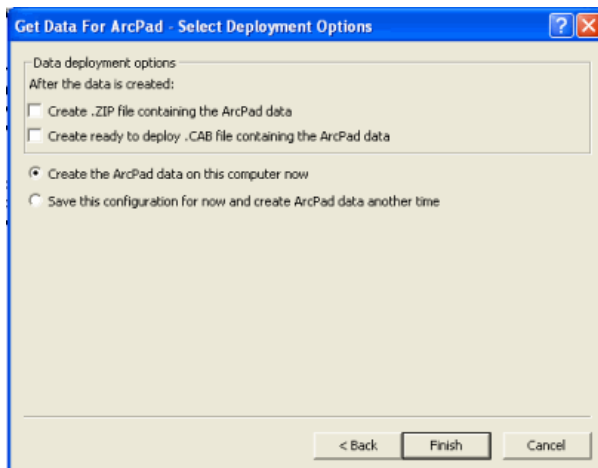 Get Data For ArcPad - Select Deployment Options
Data deployment options
After the data is created:
Create .ZIP file containing the ArcPad data
Create ready to deploy .CAB file containing the ArcPad data
Create the ArcPad data on this computer now
Save this configuration for now and create ArcPad data another time
< Back Finish Cancel